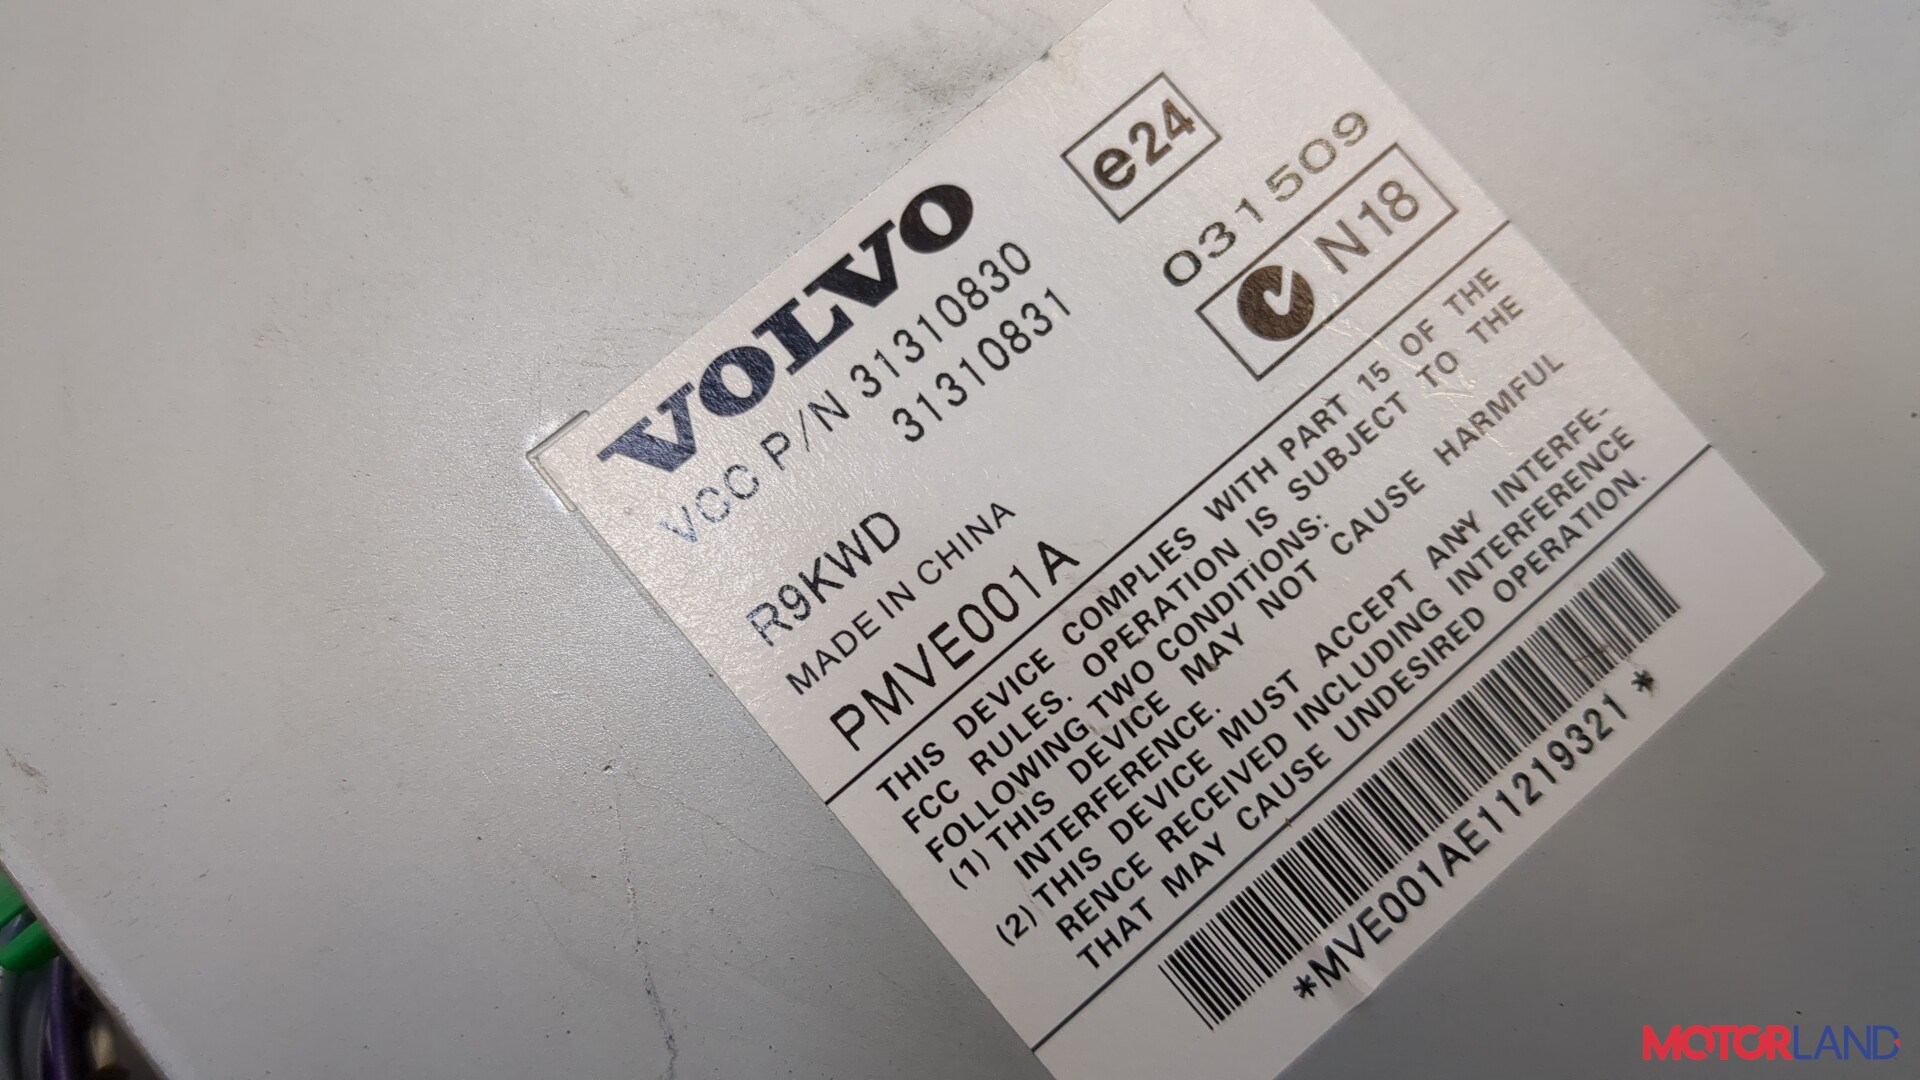 VOLVO
VCC P/N 31310830
31310831
e24
031509
N18
R9KWD
MADE IN CHINA
PMVE001A
THIS DEVICE COMPLIES WITH PART 15 OF THE
FCC RULES. OPERATION IS SUBJECT TO THE
FOLLOWING TWO CONDITIONS:
(1) THIS DEVICE MAY NOT CAUSE HARMFUL
INTERFERENCE.
(2) THIS DEVICE MUST ACCEPT ANY INTERFE-
RENCE RECEIVED INCLUDING INTERFERENCE
THAT MAY CAUSE UNDESIRED OPERATION.
*MVE001AE11219321*
MOTORLAND